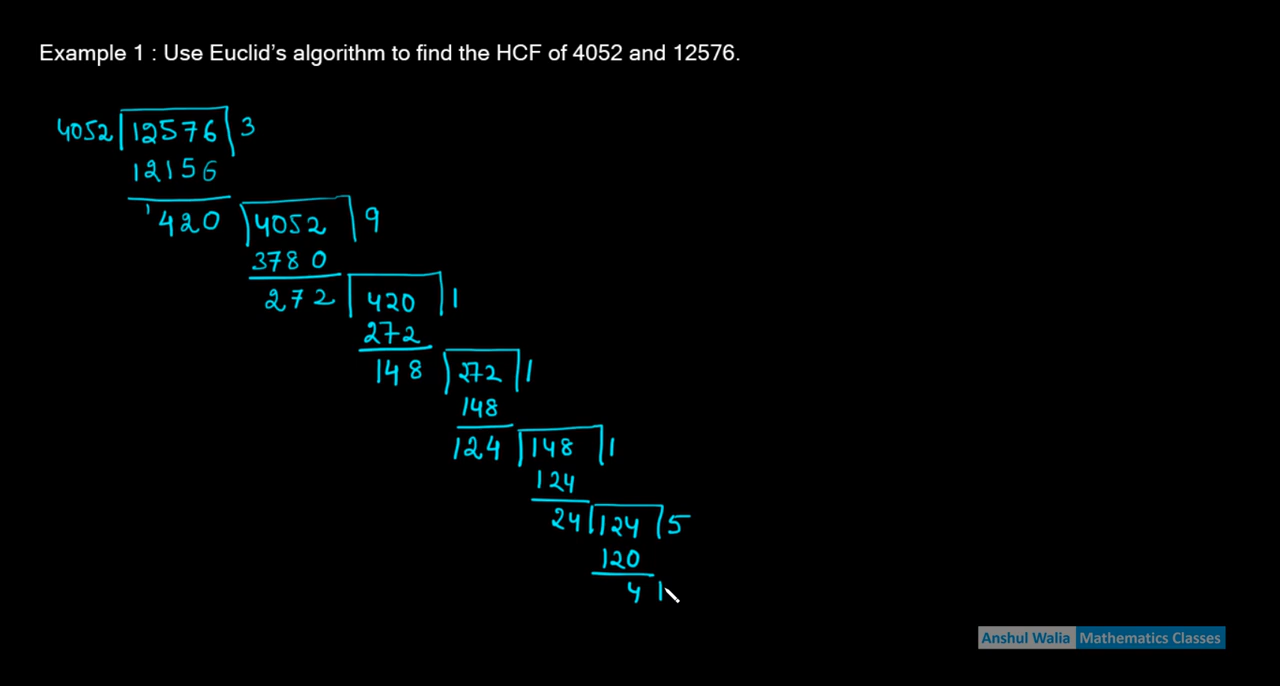 Example 1 : Use Euclid's algorithm to find the HCF of 4052 and 12576.
4052 12576 3
12156
420 4052 9
3780
272 420 1
272
148 272 1
148
124 148 1
124
24 124 5
120
4
Anshul Walia Mathematics Classes